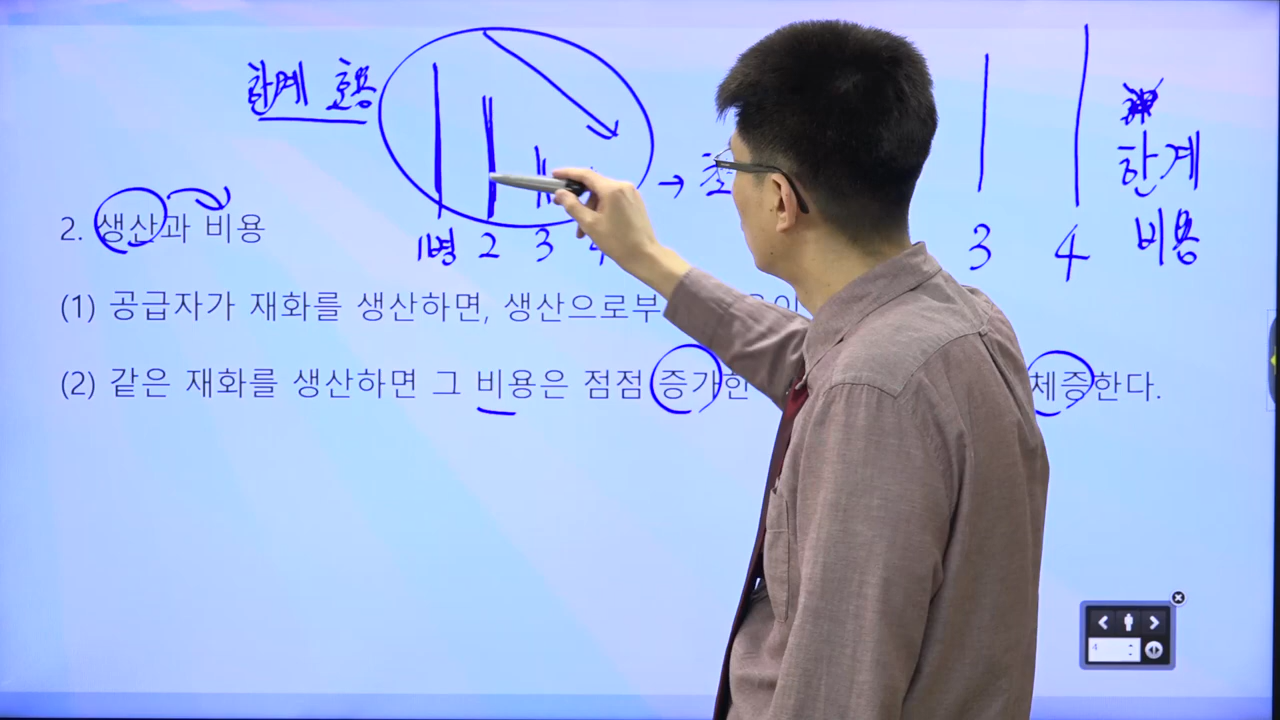 한계 효용
1병 2 3
→
3 4
한계
비용
2. 생산과 비용
(1) 공급자가 재화를 생산하면, 생산으로부
(2) 같은 재화를 생산하면 그 비용은 점점 증가한 체증한다.
4